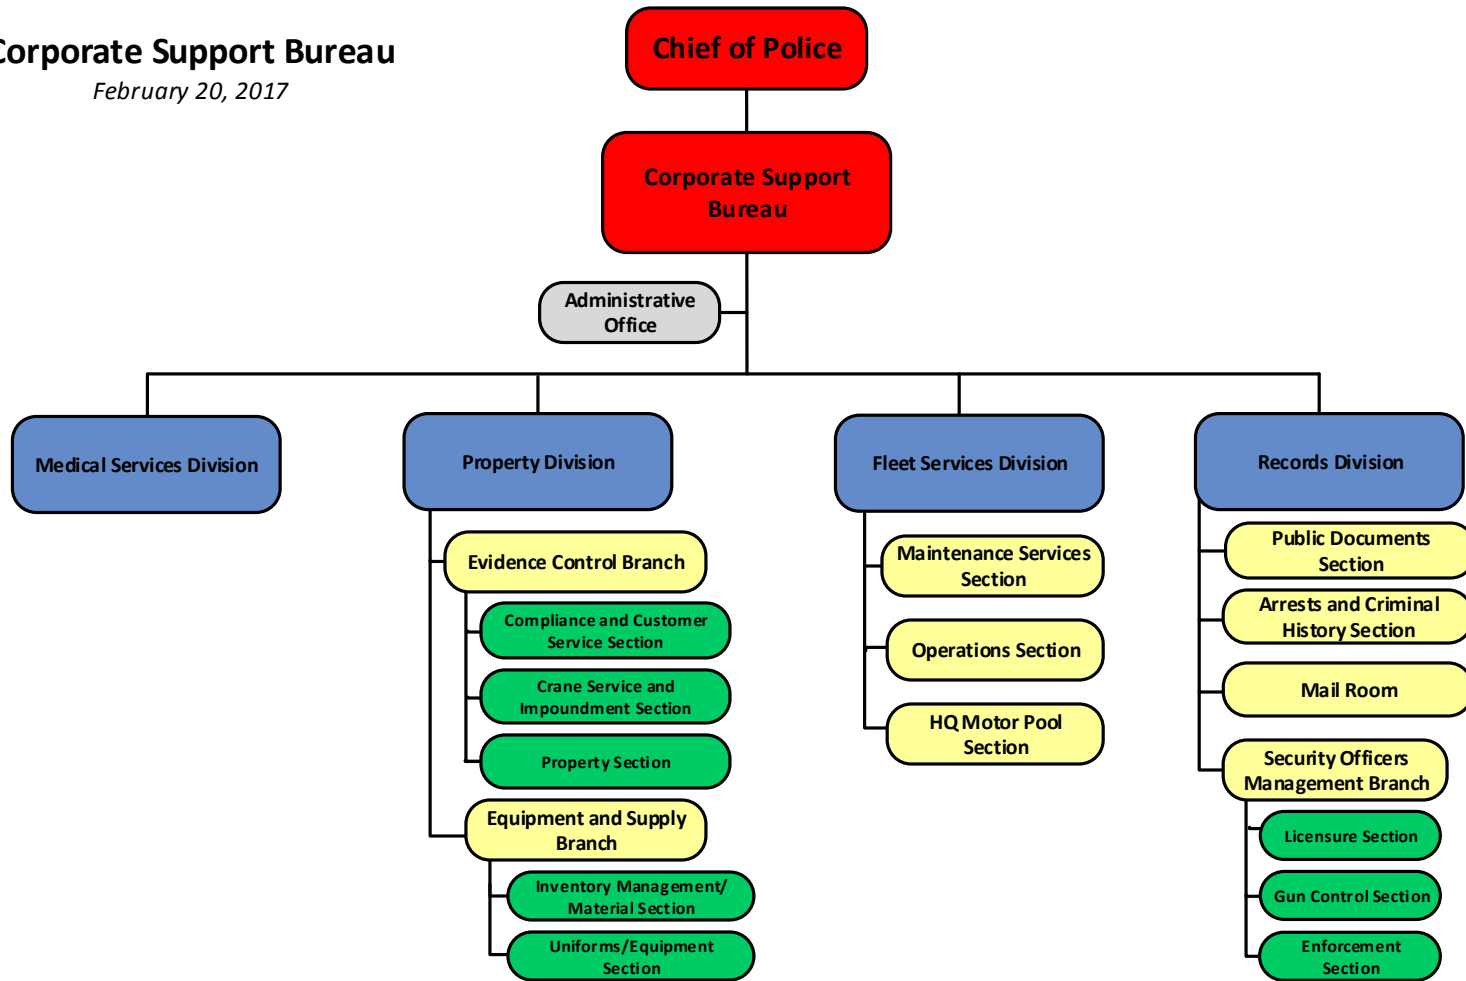 Corporate Support Bureau
February 20, 2017
Chief of Police
Corporate Support
Bureau
Administrative
Office
Medical Services Division
Property Division
Fleet Services Division
Records Division
Evidence Control Branch
Compliance and Customer
Service Section
Crane Service and
Impoundment Section
Property Section
Equipment and Supply
Branch
Inventory Management/
Material Section
Uniforms/Equipment
Section
Maintenance Services
Section
Operations Section
HQ Motor Pool
Section
Public Documents
Section
Arrests and Criminal
History Section
Mail Room
Security Officers
Management Branch
Licensure Section
Gun Control Section
Enforcement
Section